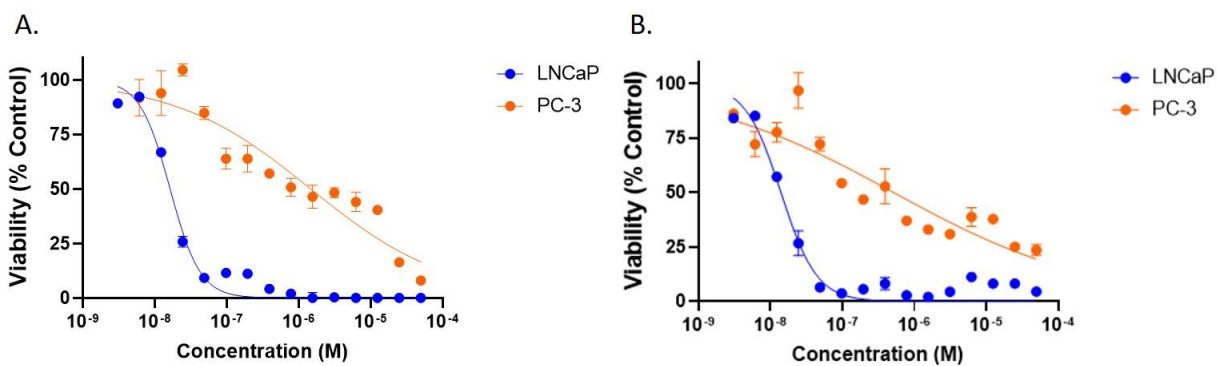 A.
Viability (% Control)
100
75
50
25
0
10-9
10-8
10-7
10-6
10-5
10-4
Concentration (M)
LNCaP
PC-3
B.
Viability (% Control)
100
75
50
25
0
10-9
10-8
10-7
10-6
10-5
10-4
Concentration (M)
LNCaP
PC-3